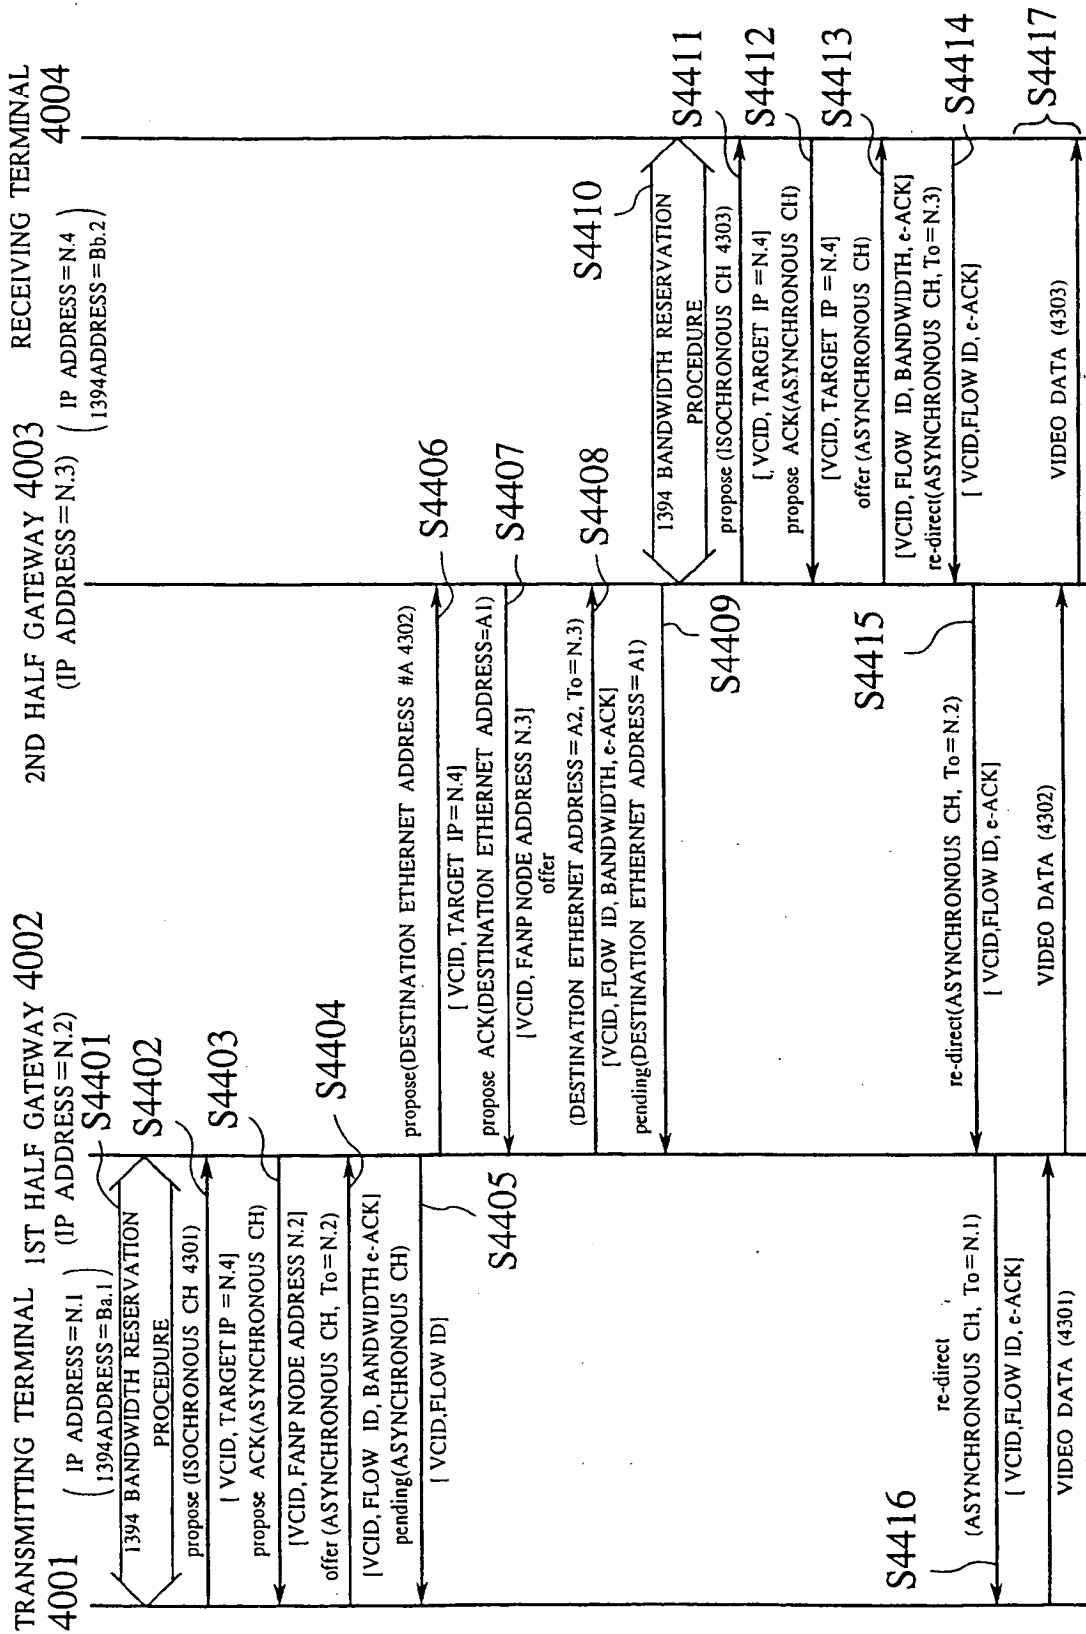 TRANSMITTING TERMINAL
4001
( IP ADDRESS=N.1
1394ADDRESS=Ba.1 )
1ST HALF GATEWAY 4002
(IP ADDRESS=N.2)
2ND HALF GATEWAY 4003
(IP ADDRESS=N.3)
RECEIVING TERMINAL
4004
( IP ADDRESS=N.4
1394ADDRESS=Bb.2 )
S4401
1394 BANDWIDTH RESERVATION
PROCEDURE
S4402
propose (ISOCHRONOUS CH 4301)
[ VCID, TARGET IP=N.4]
S4403
propose ACK(ASYNCHRONOUS CH)
[VCID, FANP NODE ADDRESS N.2]
S4404
offer (ASYNCHRONOUS CH, To=N.2)
[VCID, FLOW ID, BANDWIDTH e-ACK]
pending(ASYNCHRONOUS CH)
S4405
[ VCID,FLOW ID]
propose(DESTINATION ETHERNET ADDRESS #A 4302)
S4406
[ VCID, TARGET IP=N.4]
propose ACK(DESTINATION ETHERNET ADDRESS=A1)
S4407
[VCID, FANP NODE ADDRESS N.3]
offer
(DESTINATION ETHERNET ADDRESS=A2, To=N.3)
S4408
[VCID, FLOW ID, BANDWIDTH, e-ACK]
pending(DESTINATION ETHERNET ADDRESS=A1)
S4409
S4410
1394 BANDWIDTH RESERVATION
PROCEDURE
propose (ISOCHRONOUS CH 4303)
S4411
[ VCID, TARGET IP=N.4]
propose ACK(ASYNCHRONOUS CH)
S4412
[VCID, TARGET IP=N.4]
offer (ASYNCHRONOUS CH)
S4413
[VCID, FLOW ID, BANDWIDTH, e-ACK]
re-direct(ASYNCHRONOUS CH, To=N.3)
S4414
[ VCID,FLOW ID, e-ACK]
S4415
re-direct(ASYNCHRONOUS CH, To=N.2)
[ VCID,FLOW ID, e-ACK]
S4416
re-direct
(ASYNCHRONOUS CH, To=N.1)
[ VCID,FLOW ID, e-ACK]
VIDEO DATA (4301)
VIDEO DATA (4302)
VIDEO DATA (4303)
S4417